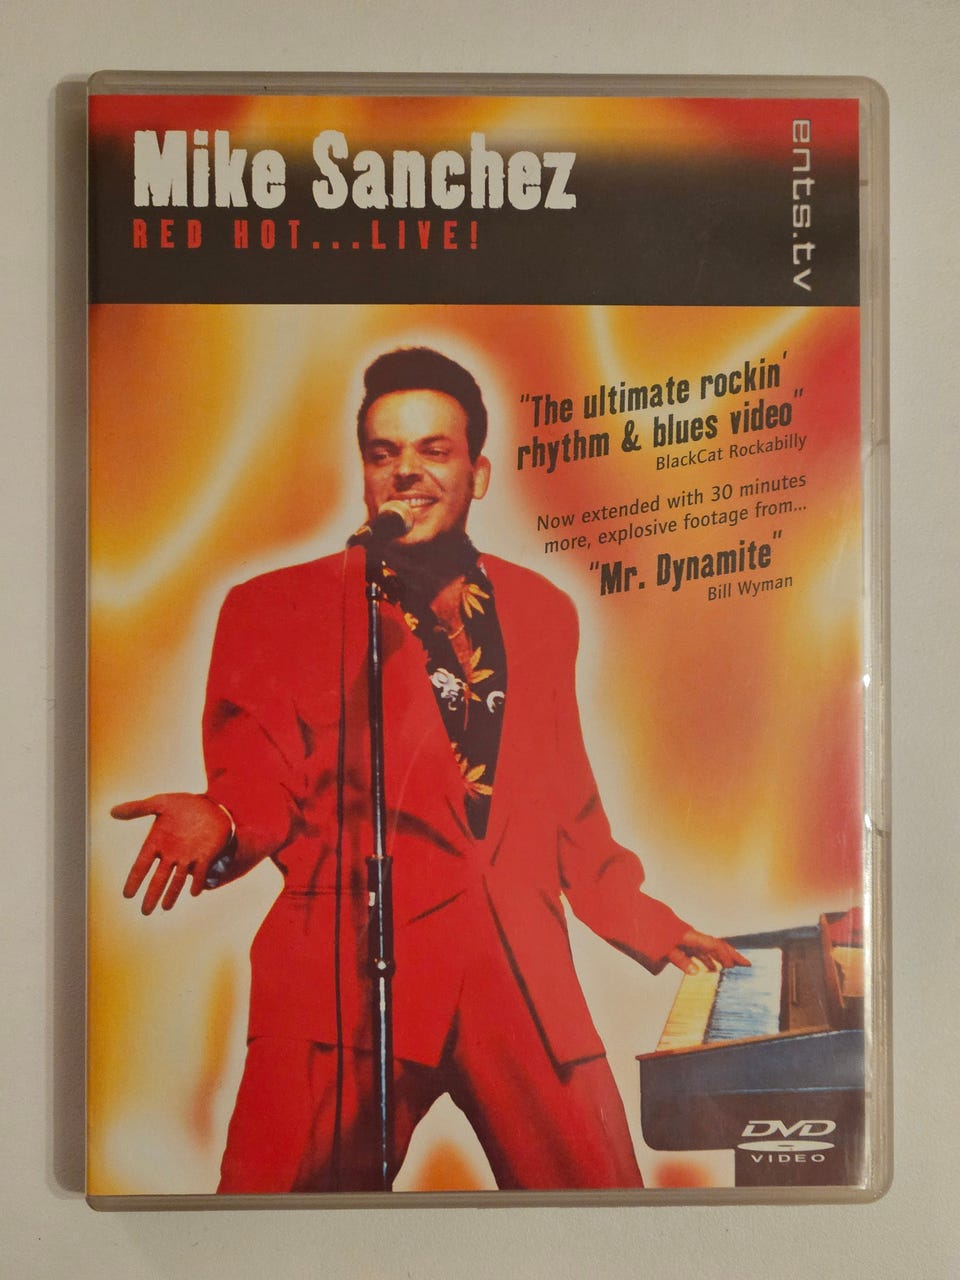 Mike Sanchez
RED HOT...LIVE!
ents.tv
"The ultimate rockin'
rhythm & blues video"
BlackCat Rockabilly
Now extended with 30 minutes
more, explosive footage from...
"Mr. Dynamite"
Bill Wyman
DVD
VIDEO